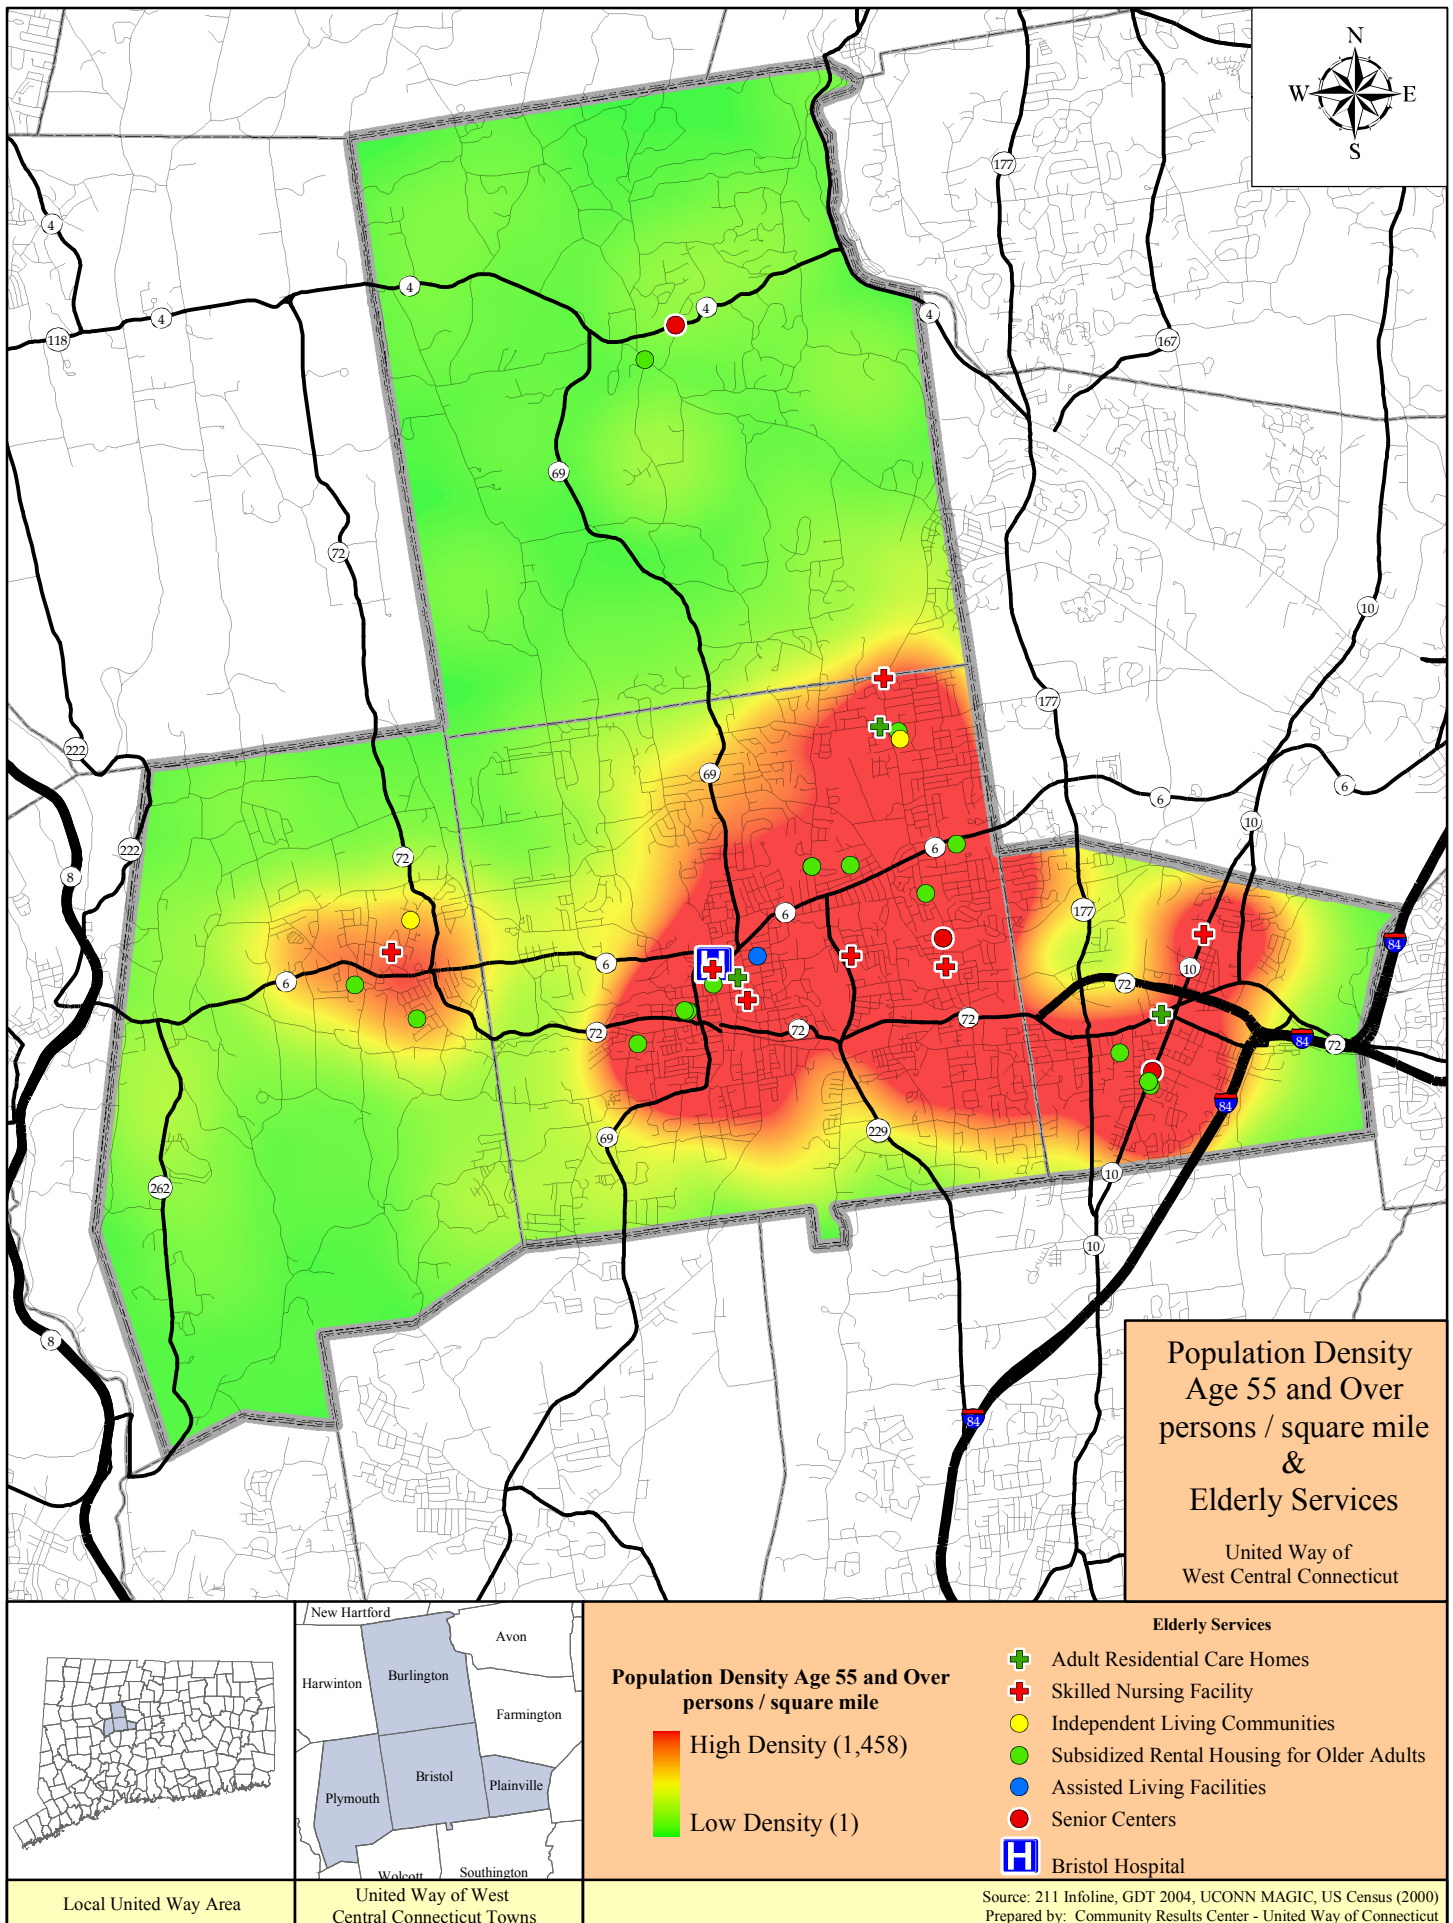 N
W E
S
177
4
4
4
4
4
118
167
69
72
10
177
222
69
6
6
10
222
72
6
8
177
6
84
6
6
10
72
72
72
72
84
72
84
69
229
262
10
10
8
84
Population Density
Age 55 and Over
persons / square mile
&
Elderly Services
United Way of
West Central Connecticut
New Hartford
Avon
Harwinton
Burlington
Farmington
Bristol
Plainville
Plymouth
Wolcott
Southington
Local United Way Area
United Way of West
Central Connecticut Towns
Population Density Age 55 and Over
persons / square mile
High Density (1,458)
Low Density (1)
Elderly Services
Adult Residential Care Homes
Skilled Nursing Facility
Independent Living Communities
Subsidized Rental Housing for Older Adults
Assisted Living Facilities
Senior Centers
H
Bristol Hospital
Source: 211 Infoline, GDT 2004, UCONN MAGIC, US Census (2000)
Prepared by: Community Results Center - United Way of Connecticut